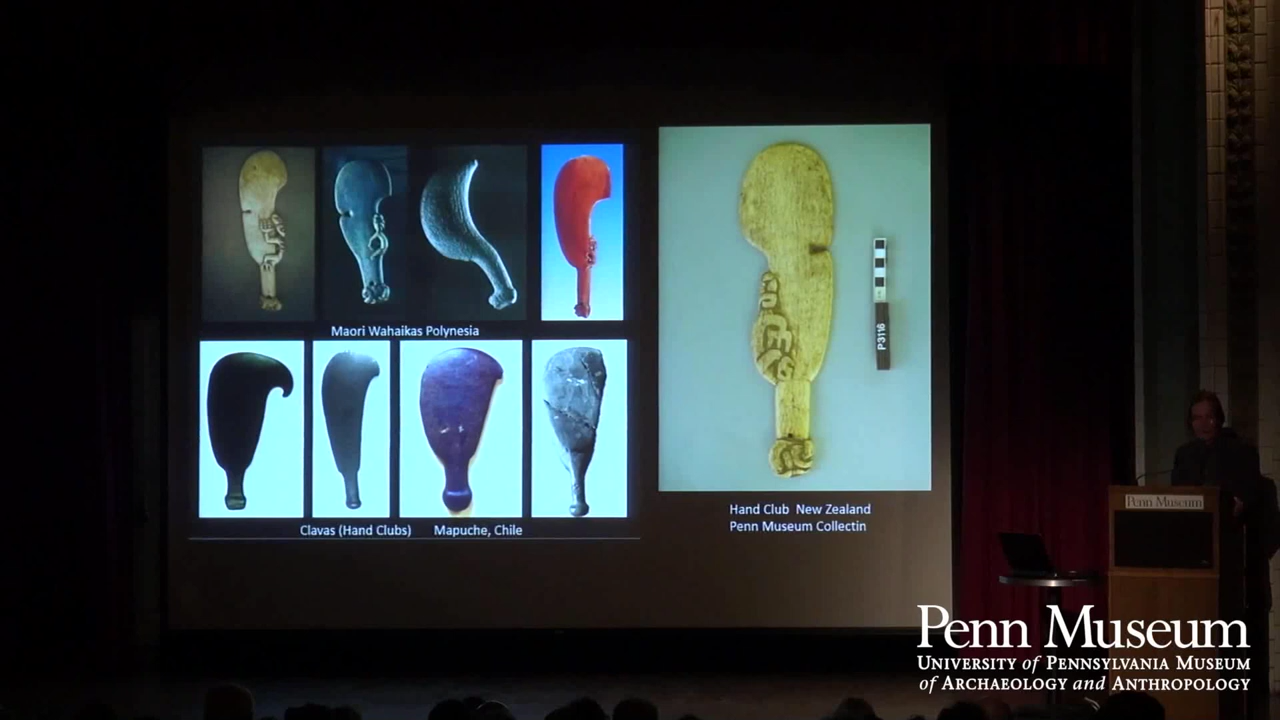 Maori Wahaikas Polynesia
Clavas (Hand Clubs) Mapuche, Chile
P3116
Hand Club New Zealand
Penn Museum Collectin
Penn Museum
Penn Museum
University of Pennsylvania Museum
of Archaeology and Anthropology